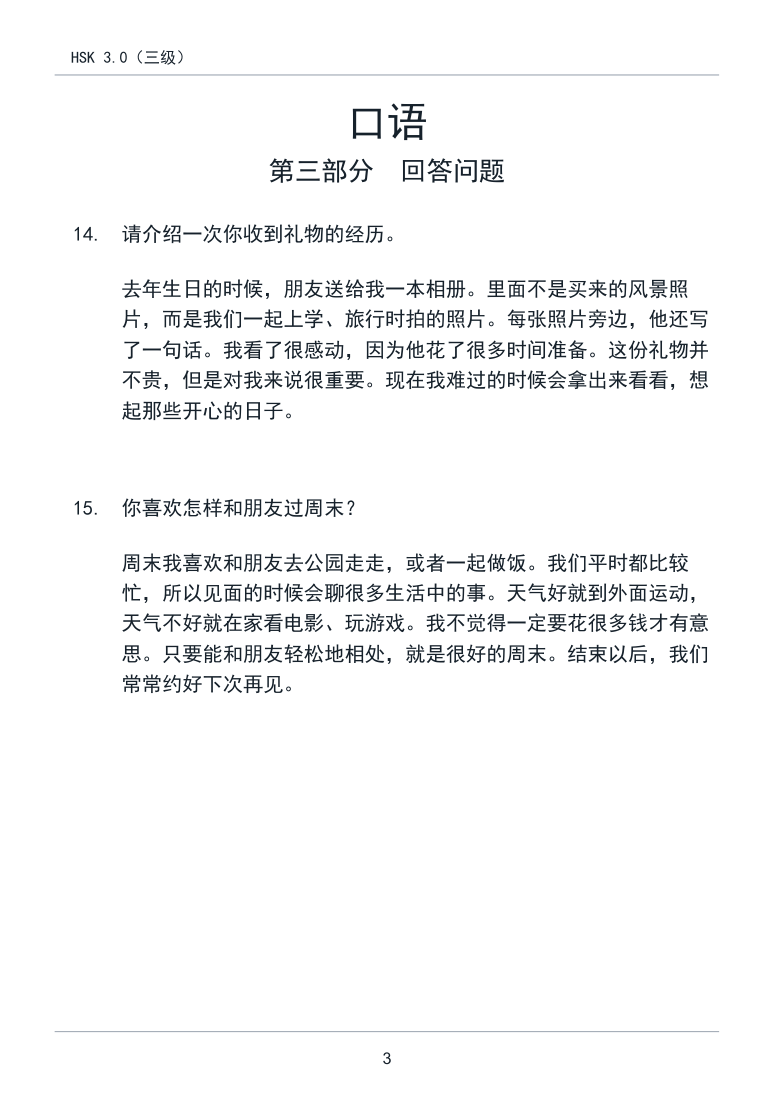 HSK 3.0（三级）
口语
第三部分　回答问题
14. 请介绍一次你收到礼物的经历。
去年生日的时候，朋友送给我一本相册。里面不是买来的风景照
片，而是我们一起上学、旅行时拍的照片。每张照片旁边，他还写
了一句话。我看了很感动，因为他花了很多时间准备。这份礼物并
不贵，但是对我来说很重要。现在我难过的时候会拿出来看看，想
起那些开心的日子。
15. 你喜欢怎样和朋友过周末？
周末我喜欢和朋友去公园走走，或者一起做饭。我们平时都比较
忙，所以见面的时候会聊很多生活中的事。天气好就到外面运动，
天气不好就在家看电影、玩游戏。我不觉得一定要花很多钱才有意
思。只要能和朋友轻松地相处，就是很好的周末。结束以后，我们
常常约好下次再见。
3